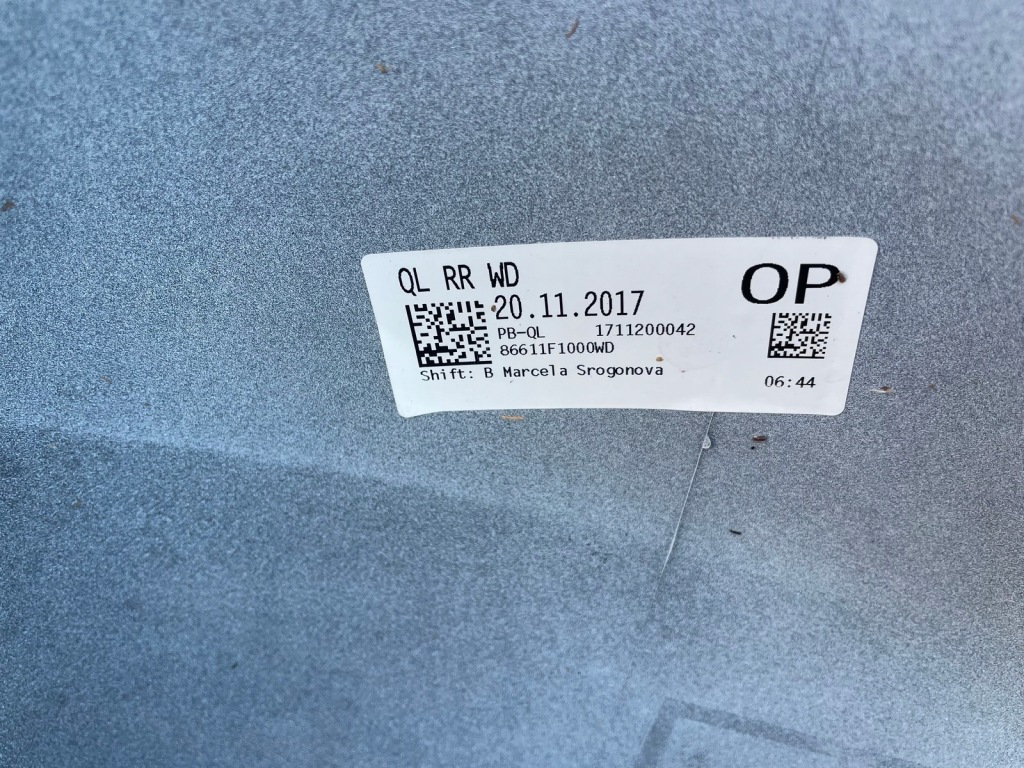 QL RR WD
OP
20.11.2017
PB-QL 1711200042
86611F1000WD
Shift: B Marcela Srogonova
06:44